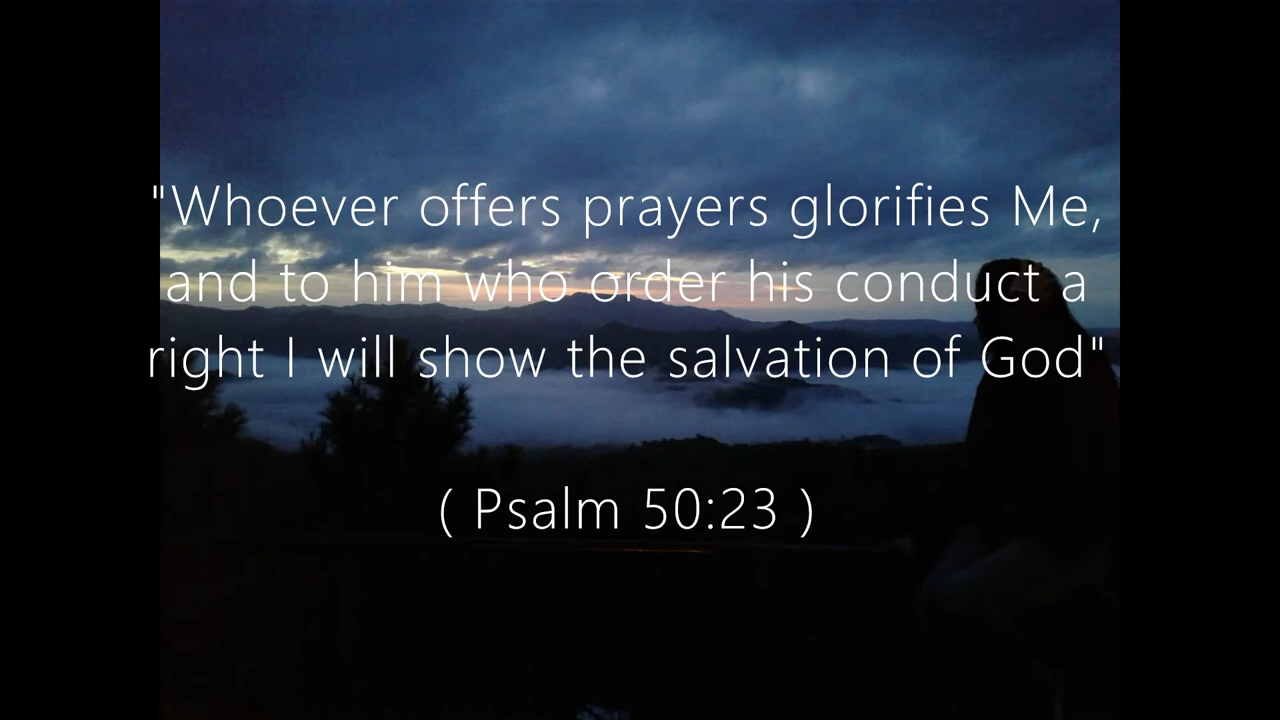 "Whoever offers prayers glorifies Me,
and to him who order his conduct a
right I will show the salvation of God"
( Psalm 50:23 )